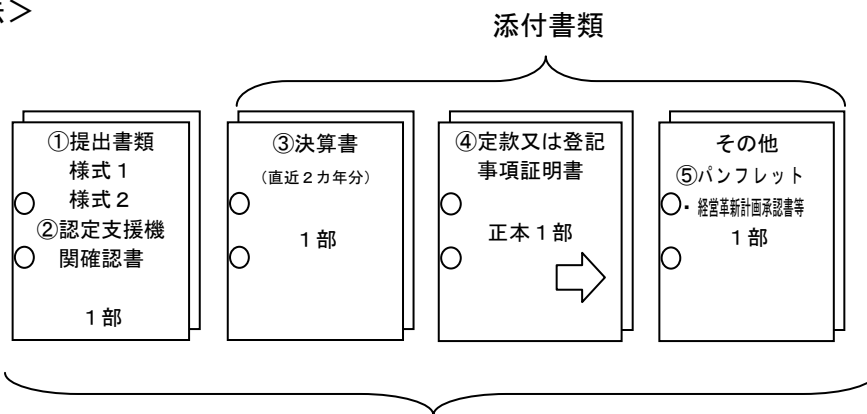 法＞
添付書類
①提出書類
様式１
様式２
②認定支援機
関確認書
１部
③決算書
（直近２カ年分）
１部
④定款又は登記
事項証明書
正本１部
その他
⑤パンフレット
・経営革新計画承認書等
１部